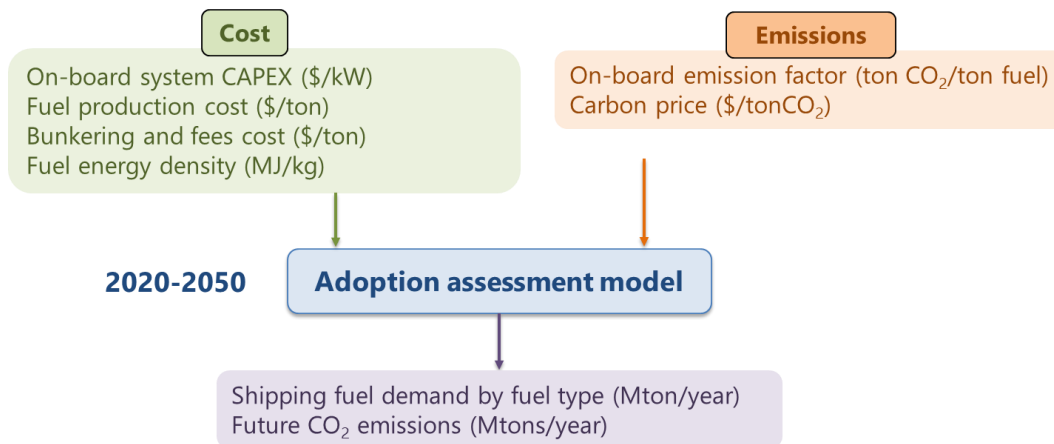 Cost
On-board system CAPEX ($/kW)
Fuel production cost ($/ton)
Bunkering and fees cost ($/ton)
Fuel energy density (MJ/kg)
Emissions
On-board emission factor (ton CO₂/ton fuel)
Carbon price ($/tonCO₂)
2020-2050
Adoption assessment model
Shipping fuel demand by fuel type (Mton/year)
Future CO₂ emissions (Mtons/year)